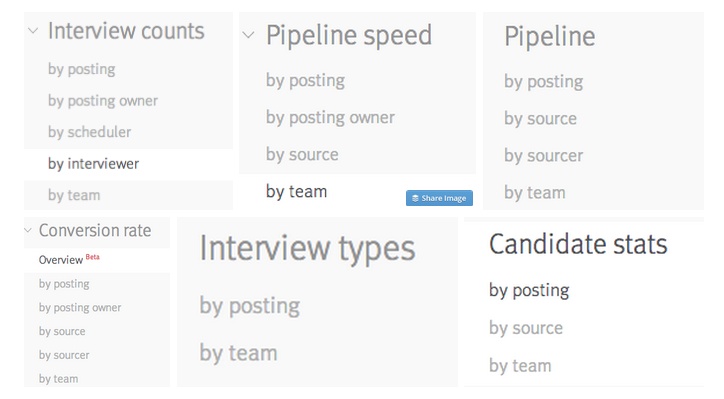 Interview counts
by posting
by posting owner
by scheduler
by interviewer
by team
Pipeline speed
by posting
by posting owner
by source
by team
Share Image
Pipeline
by posting
by source
by sourcer
by team
Conversion rate
Overview Beta
by posting
by posting owner
by source
by sourcer
by team
Interview types
by posting
by team
Candidate stats
by posting
by source
by team